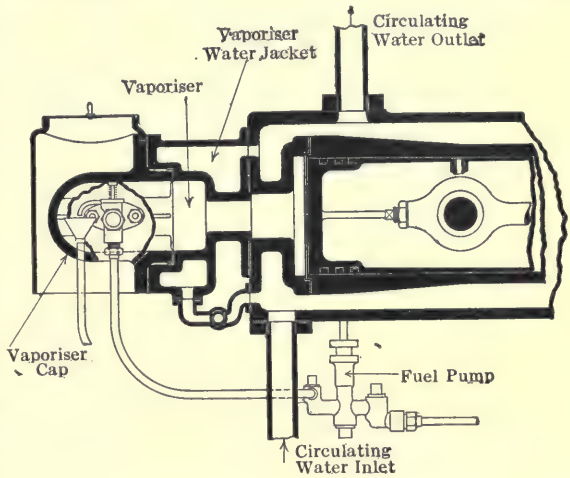 Circulating
Water Outlet
Vaporiser
Water Jacket
Vaporiser
Vaporiser
Cap
Fuel Pump
Circulating
Water Inlet